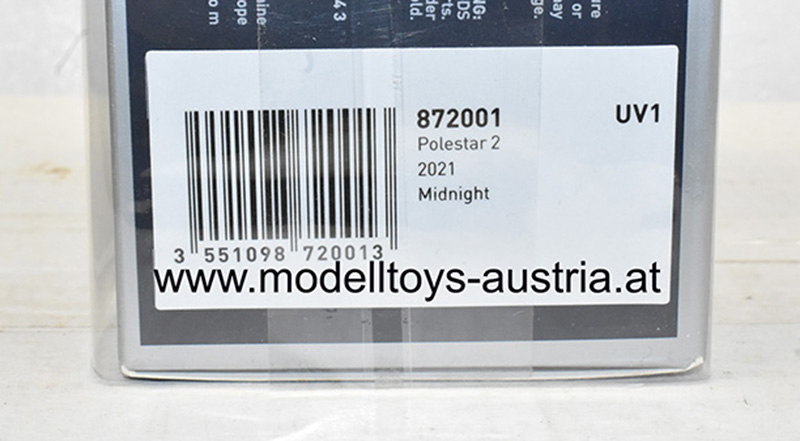 872001
UV1
Polestar 2
2021
Midnight
3 551098 720013
www.modelltoys-austria.at